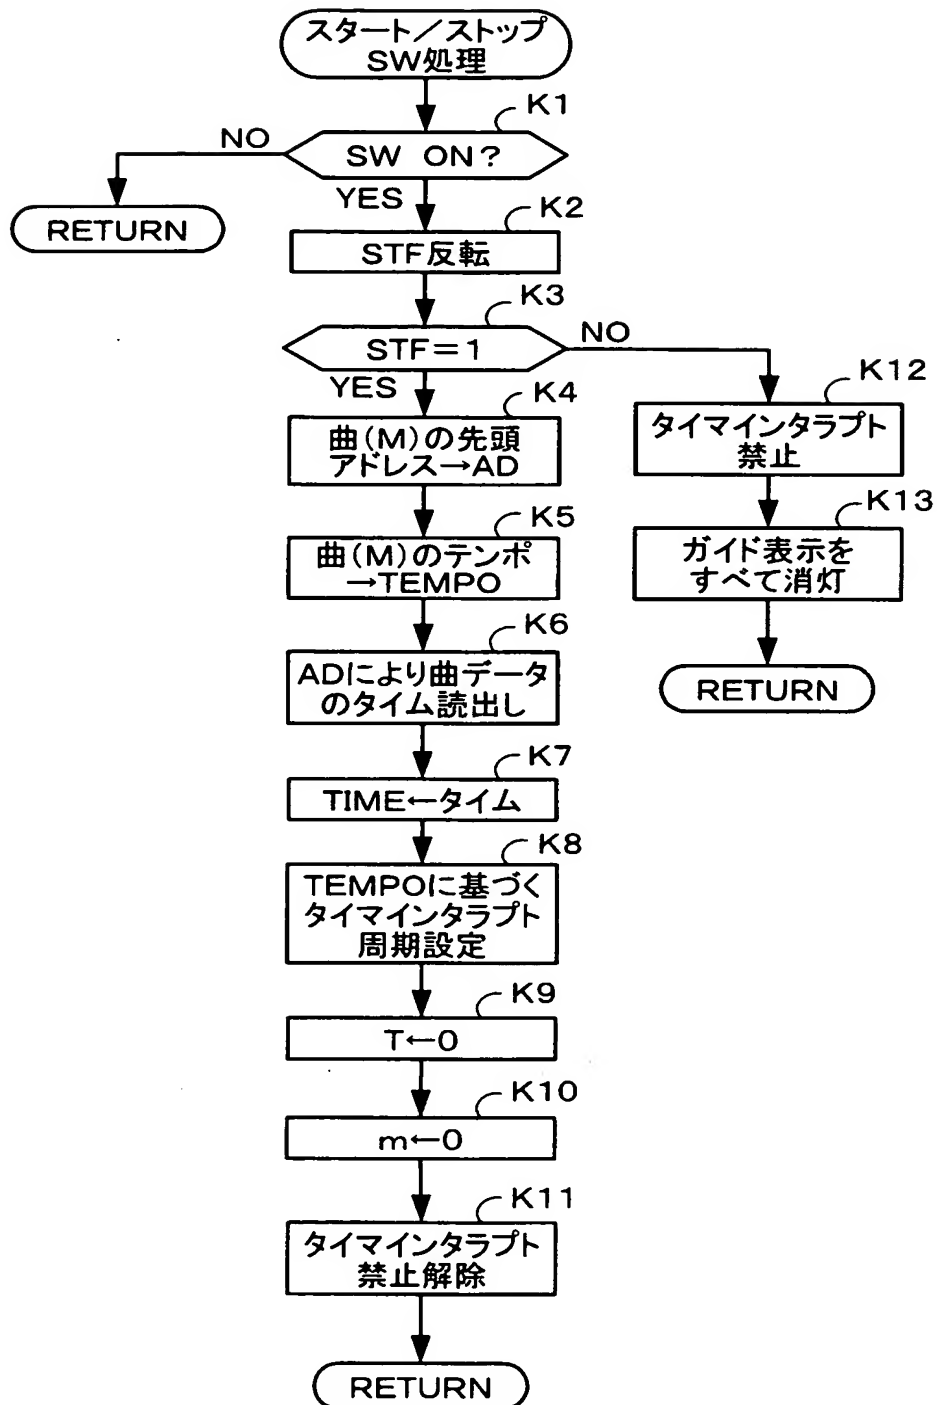 スタート／ストップ
SW処理
K1
NO
SW ON?
YES
RETURN
K2
STF反転
K3
STF=1
NO
YES
K4
曲(M)の先頭
アドレス→AD
K5
曲(M)のテンポ
→TEMPO
K6
ADにより曲データ
のタイム読出し
K7
TIME←タイム
K8
TEMPOに基づく
タイマインタラプト
周期設定
K9
T←0
K10
m←0
K11
タイマインタラプト
禁止解除
RETURN
K12
タイマインタラプト
禁止
K13
ガイド表示を
すべて消灯
RETURN